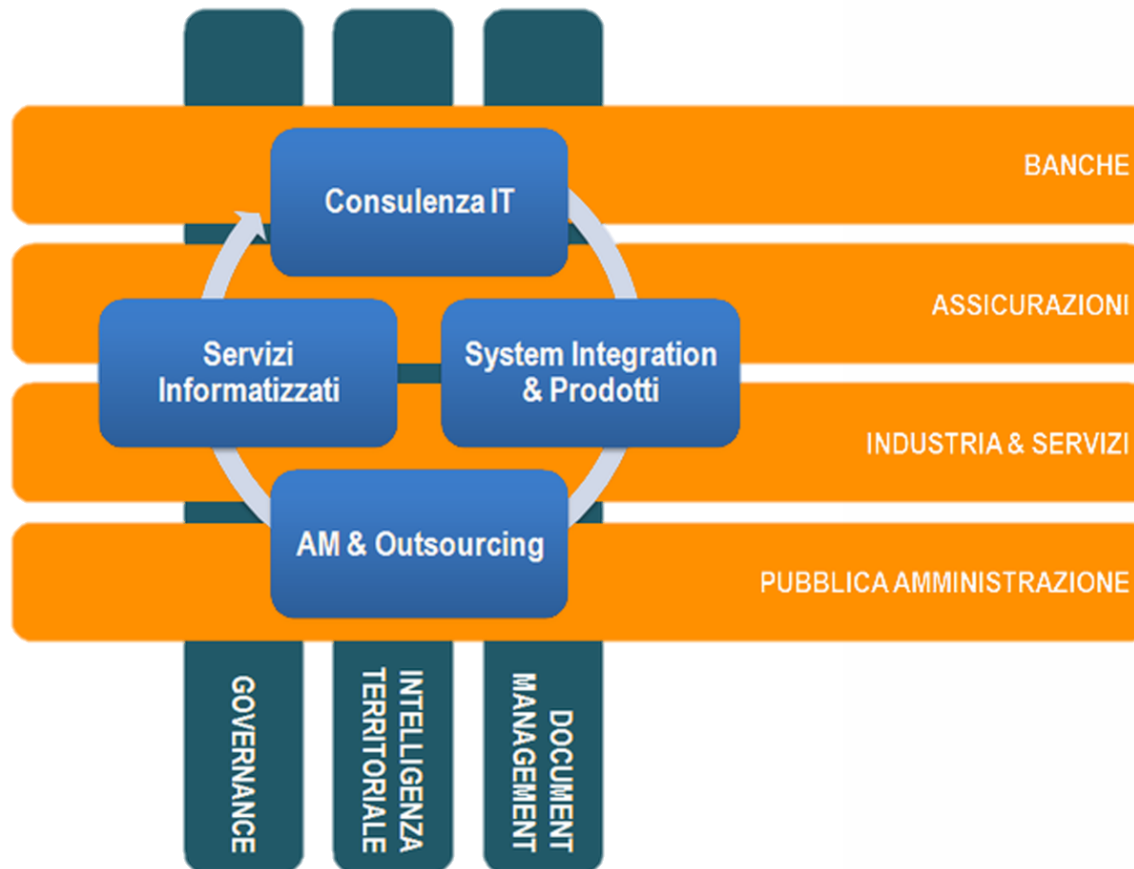 BANCHE
Consulenza IT
ASSICURAZIONI
Servizi
Informatizzati
System Integration
& Prodotti
INDUSTRIA & SERVIZI
AM & Outsourcing
PUBBLICA AMMINISTRAZIONE
GOVERNANCE
INTELLIGENZA
TERRITORIALE
DOCUMENT
MANAGEMENT